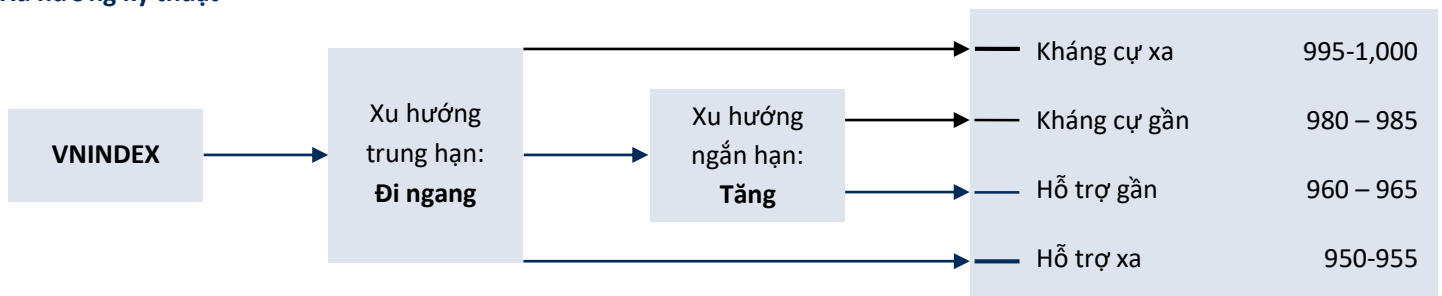 VNINDEX
Xu hướng
trung hạn:
Đi ngang
Xu hướng
ngắn hạn:
Tăng
Kháng cự xa 995-1,000
Kháng cự gần 980 – 985
Hỗ trợ gần 960 – 965
Hỗ trợ xa 950-955